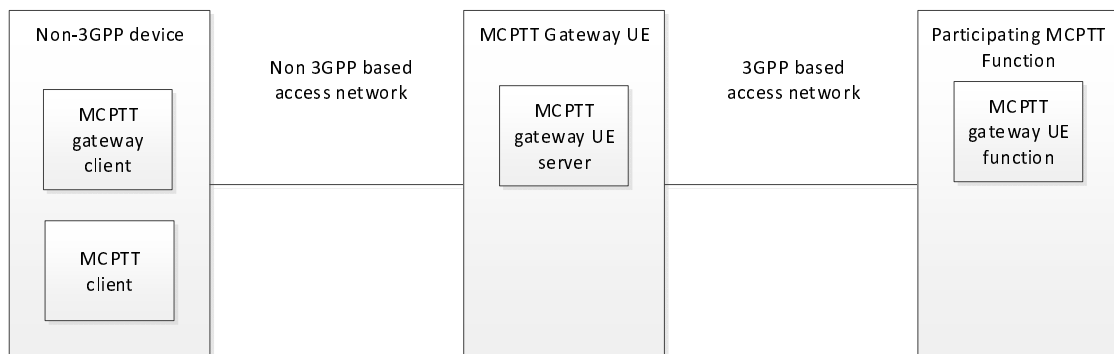 Non-3GPP device
MCPTT
gateway
client
MCPTT
client
Non 3GPP based
access network
MCPTT Gateway UE
MCPTT
gateway UE
server
3GPP based
access network
Participating MCPTT
Function
MCPTT
gateway UE
function